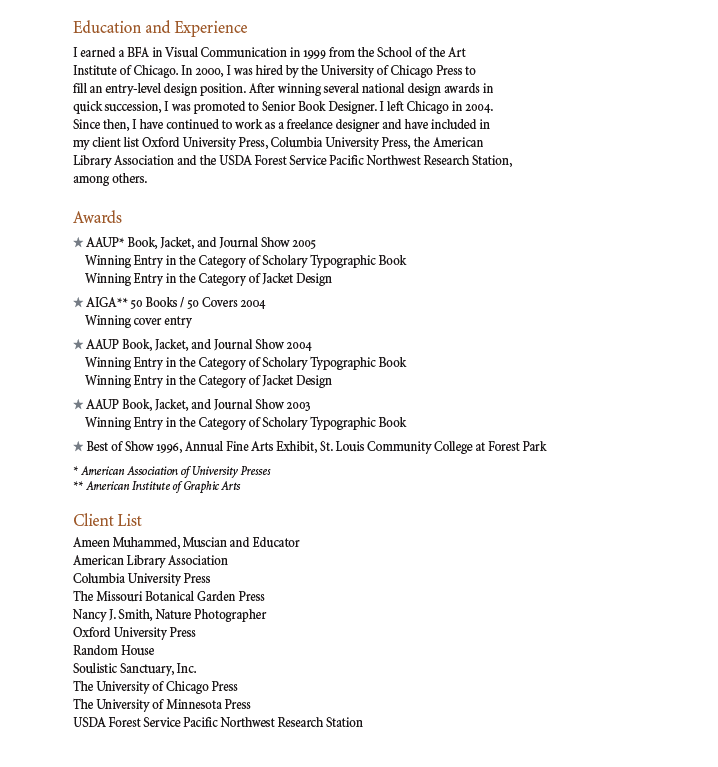 Education and Experience
I earned a BFA in Visual Communication in 1999 from the School of the Art
Institute of Chicago. In 2000, I was hired by the University of Chicago Press to
fill an entry-level design position. After winning several national design awards in
quick succession, I was promoted to Senior Book Designer. I left Chicago in 2004.
Since then, I have continued to work as a freelance designer and have included in
my client list Oxford University Press, Columbia University Press, the American
Library Association and the USDA Forest Service Pacific Northwest Research Station,
among others.
Awards
★ AAUP* Book, Jacket, and Journal Show 2005
Winning Entry in the Category of Scholary Typographic Book
Winning Entry in the Category of Jacket Design
★ AIGA** 50 Books / 50 Covers 2004
Winning cover entry
★ AAUP Book, Jacket, and Journal Show 2004
Winning Entry in the Category of Scholary Typographic Book
Winning Entry in the Category of Jacket Design
★ AAUP Book, Jacket, and Journal Show 2003
Winning Entry in the Category of Scholary Typographic Book
★ Best of Show 1996, Annual Fine Arts Exhibit, St. Louis Community College at Forest Park
* American Association of University Presses
** American Institute of Graphic Arts
Client List
Ameen Muhammed, Muscian and Educator
American Library Association
Columbia University Press
The Missouri Botanical Garden Press
Nancy J. Smith, Nature Photographer
Oxford University Press
Random House
Soulistic Sanctuary, Inc.
The University of Chicago Press
The University of Minnesota Press
USDA Forest Service Pacific Northwest Research Station